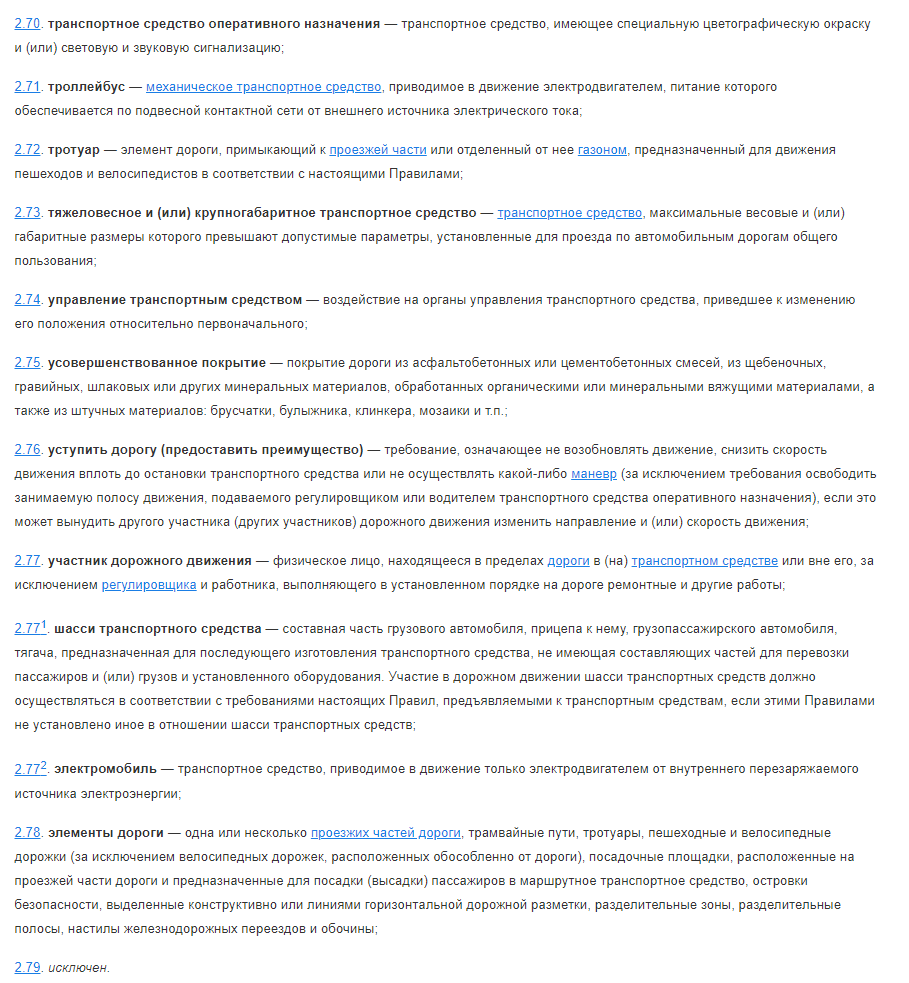 2.70. транспортное средство оперативного назначения — транспортное средство, имеющее специальную цветографическую окраску
и (или) световую и звуковую сигнализацию;
2.71. троллейбус — механическое транспортное средство, приводимое в движение электродвигателем, питание которого
обеспечивается по подвесной контактной сети от внешнего источника электрического тока;
2.72. тротуар — элемент дороги, примыкающий к проезжей части или отделенный от нее газоном, предназначенный для движения
пешеходов и велосипедистов в соответствии с настоящими Правилами;
2.73. тяжеловесное и (или) крупногабаритное транспортное средство — транспортное средство, максимальные весовые и (или)
габаритные размеры которого превышают допустимые параметры, установленные для проезда по автомобильным дорогам общего
пользования;
2.74. управление транспортным средством — воздействие на органы управления транспортного средства, приведшее к изменению
его положения относительно первоначального;
2.75. усовершенствованное покрытие — покрытие дороги из асфальтобетонных или цементобетонных смесей, из щебеночных,
гравийных, шлаковых или других минеральных материалов, обработанных органическими или минеральными вяжущими материалами, а
также из штучных материалов: брусчатки, булыжника, клинкера, мозаики и т.п.;
2.76. уступить дорогу (предоставить преимущество) — требование, означающее не возобновлять движение, снизить скорость
движения вплоть до остановки транспортного средства или не осуществлять какой-либо маневр (за исключением требования освободить
занимаемую полосу движения, подаваемого регулировщиком или водителем транспортного средства оперативного назначения), если это
может вынудить другого участника (других участников) дорожного движения изменить направление и (или) скорость движения;
2.77. участник дорожного движения — физическое лицо, находящееся в пределах дороги в (на) транспортном средстве или вне его, за
исключением регулировщика и работника, выполняющего в установленном порядке на дороге ремонтные и другие работы;
2.77¹. шасси транспортного средства — составная часть грузового автомобиля, прицепа к нему, грузопассажирского автомобиля,
тягача, предназначенная для последующего изготовления транспортного средства, не имеющая составляющих частей для перевозки
пассажиров и (или) грузов и установленного оборудования. Участие в дорожном движении шасси транспортных средств должно
осуществляться в соответствии с требованиями настоящих Правил, предъявляемыми к транспортным средствам, если этими Правилами
не установлено иное в отношении шасси транспортных средств;
2.77². электромобиль — транспортное средство, приводимое в движение только электродвигателем от внутреннего перезаряжаемого
источника электроэнергии;
2.78. элементы дороги — одна или несколько проезжих частей дороги, трамвайные пути, тротуары, пешеходные и велосипедные
дорожки (за исключением велосипедных дорожек, расположенных обособленно от дороги), посадочные площадки, расположенные на
проезжей части дороги и предназначенные для посадки (высадки) пассажиров в маршрутное транспортное средство, островки
безопасности, выделенные конструктивно или линиями горизонтальной дорожной разметки, разделительные зоны, разделительные
полосы, настилы железнодорожных переездов и обочины;
2.79. исключен.